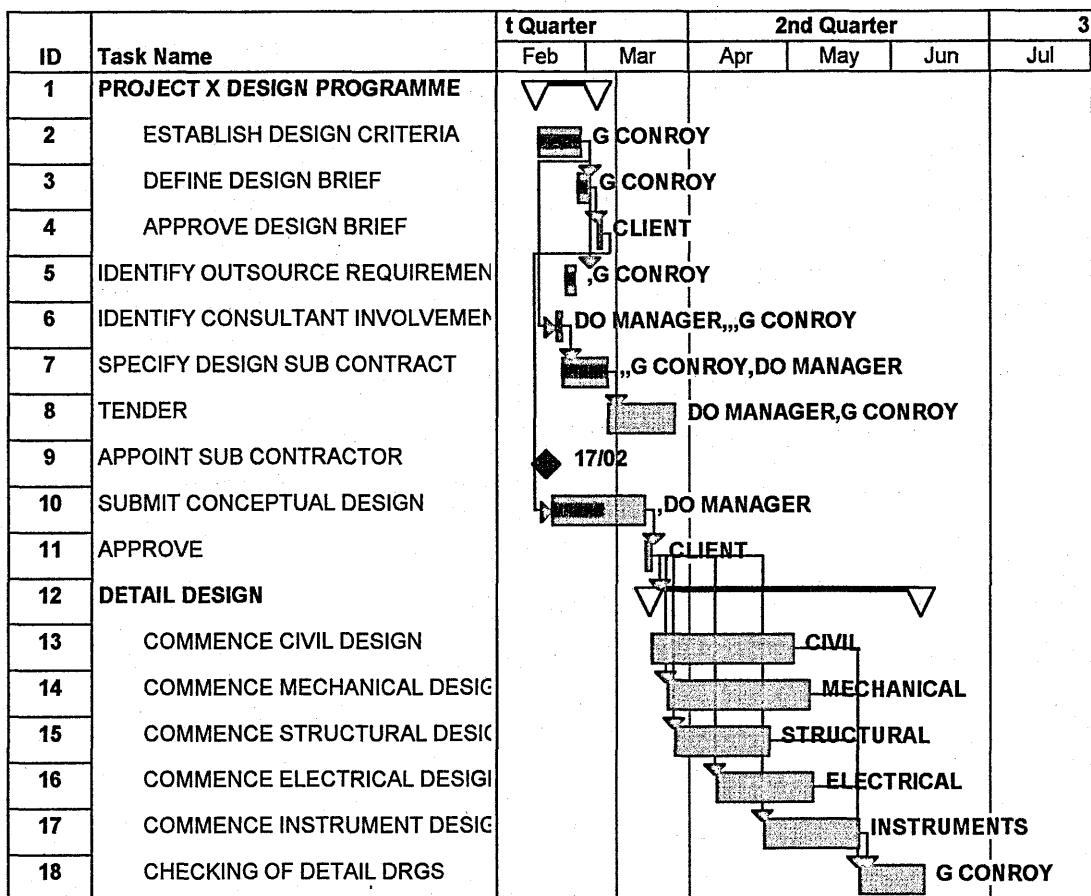 t Quarter 2nd Quarter 3
ID Task Name Feb Mar Apr May Jun Jul
1 PROJECT X DESIGN PROGRAMME
2 ESTABLISH DESIGN CRITERIA G CONROY
3 DEFINE DESIGN BRIEF G CONROY
4 APPROVE DESIGN BRIEF CLIENT
5 IDENTIFY OUTSOURCE REQUIREMEN ,G CONROY
6 IDENTIFY CONSULTANT INVOLVEMEN DO MANAGER,,,G CONROY
7 SPECIFY DESIGN SUB CONTRACT ,,G CONROY,DO MANAGER
8 TENDER DO MANAGER,G CONROY
9 APPOINT SUB CONTRACTOR 17/02
10 SUBMIT CONCEPTUAL DESIGN ,DO MANAGER
11 APPROVE CLIENT
12 DETAIL DESIGN
13 COMMENCE CIVIL DESIGN CIVIL
14 COMMENCE MECHANICAL DESIG MECHANICAL
15 COMMENCE STRUCTURAL DESIG STRUCTURAL
16 COMMENCE ELECTRICAL DESIGI ELECTRICAL
17 COMMENCE INSTRUMENT DESIG INSTRUMENTS
18 CHECKING OF DETAIL DRGS G CONROY